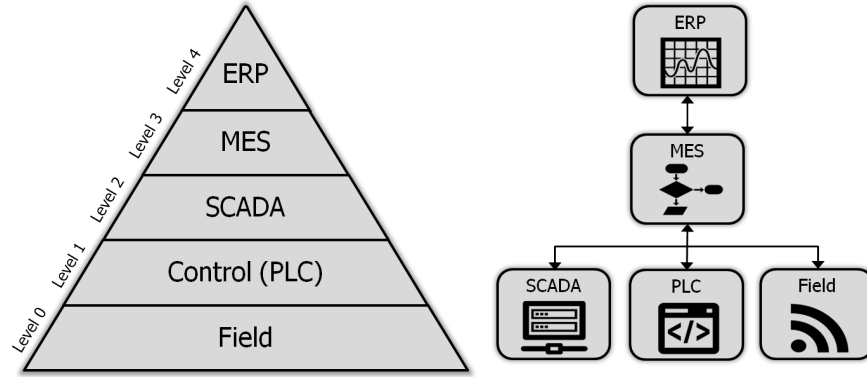 Level 4
ERP
Level 3
MES
Level 2
SCADA
Level 1
Control (PLC)
Level 0
Field
ERP
MES
SCADA
PLC
</>
Field